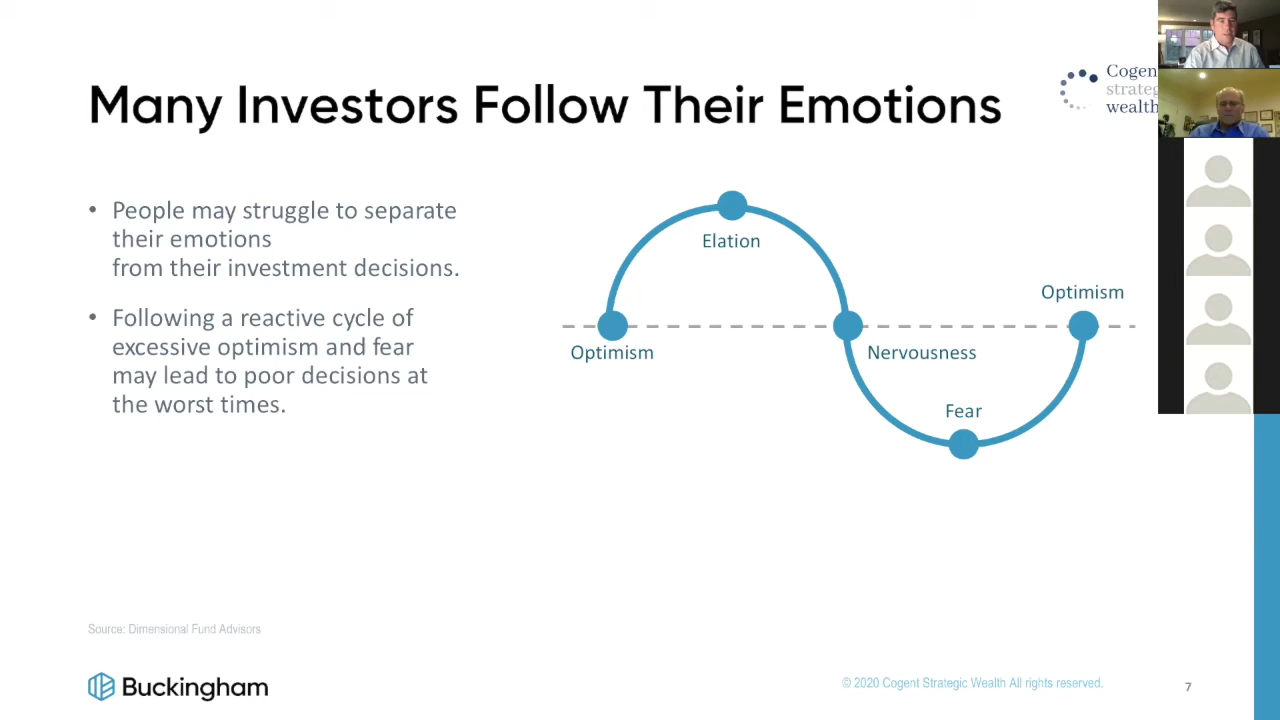 Many Investors Follow Their Emotions
Cogen
strateg
wealth
• People may struggle to separate
their emotions
from their investment decisions.
• Following a reactive cycle of
excessive optimism and fear
may lead to poor decisions at
the worst times.
Elation
Optimism
Optimism
Nervousness
Fear
Source: Dimensional Fund Advisors
Buckingham
© 2020 Cogent Strategic Wealth All rights reserved.
7